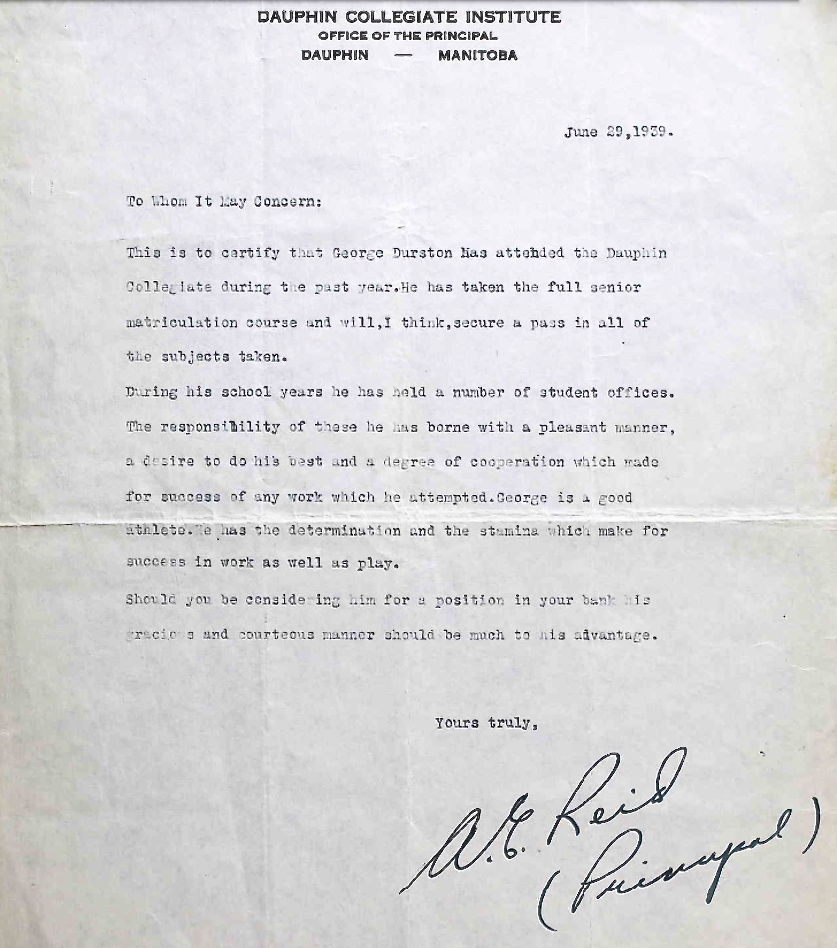 DAUPHIN COLLEGIATE INSTITUTE
OFFICE OF THE PRINCIPAL
DAUPHIN — MANITOBA
June 29,1939.
To Whom It May Concern:
This is to certify that George Durston has attended the Dauphin
Collegiate during the past year.He has taken the full senior
matriculation course and will,I think,secure a pass in all of
the subjects taken.
During his school years he has held a number of student offices.
The responsibility of these he has borne with a pleasant manner,
a desire to do his best and a degree of cooperation which made
for success of any work which he attempted.George is a good
athlete.He has the determination and the stamina which make for
success in work as well as play.
Should you be considering him for a position in your bank his
gracious and courteous manner should be much to his advantage.
Yours truly,
A.E. Reid
(Principal)